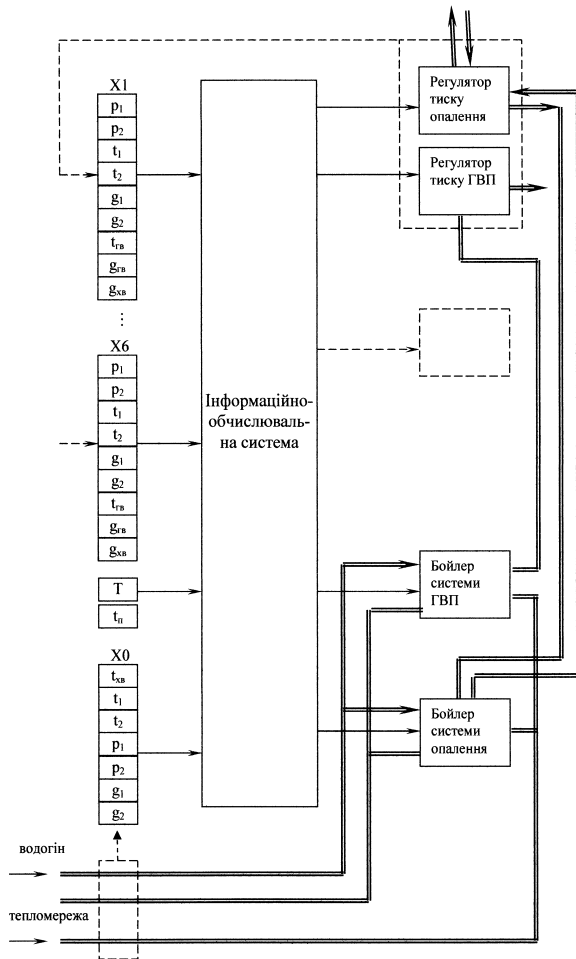 X1
p₁
p₂
t₁
t₂
g₁
g₂
tгв
gгв
gхв
...
X6
p₁
p₂
t₁
t₂
g₁
g₂
tгв
gгв
gхв
T
tп
X0
tхв
t₁
t₂
p₁
p₂
g₁
g₂
водогін
тепломережа
Інформаційно-
обчислюваль-
на система
Регулятор
тиску
опалення
Регулятор
тиску ГВП
Бойлер
системи
ГВП
Бойлер
системи
опалення